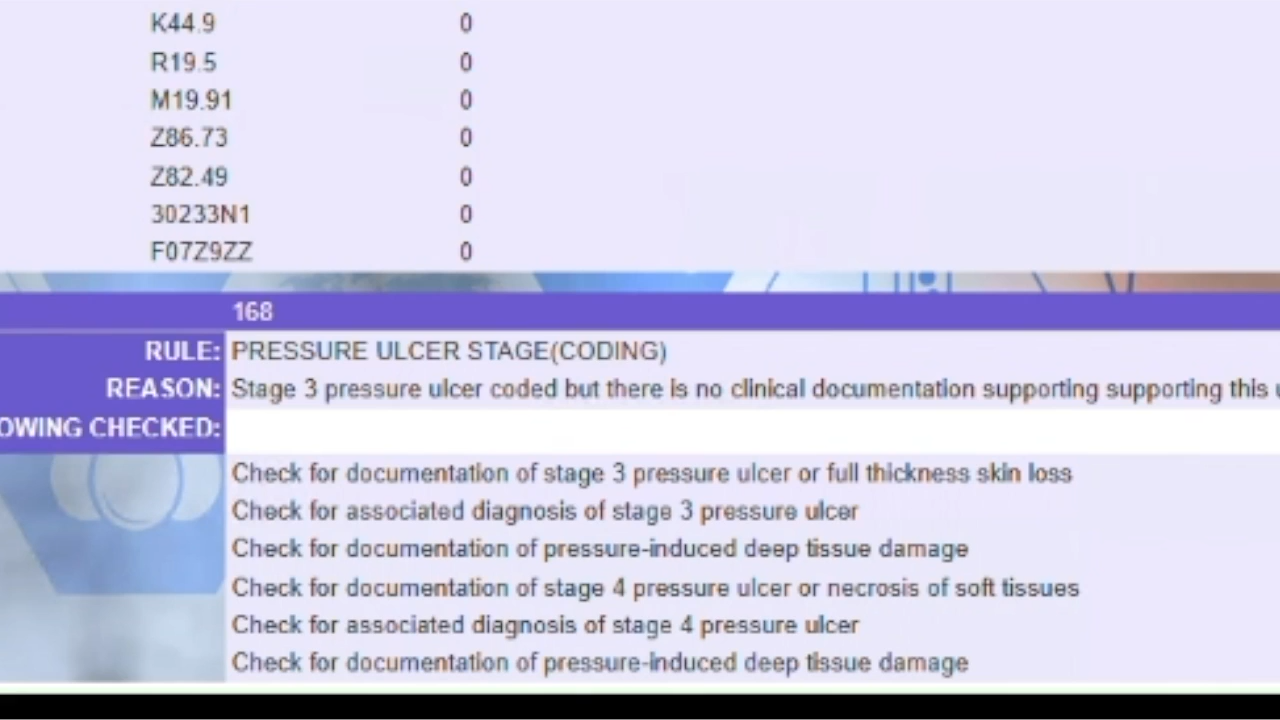 K44.9 0
R19.5 0
M19.91 0
Z86.73 0
Z82.49 0
30233N1 0
F07Z9ZZ 0
168
RULE: PRESSURE ULCER STAGE(CODING)
REASON: Stage 3 pressure ulcer coded but there is no clinical documentation supporting supporting this
OWING CHECKED:
Check for documentation of stage 3 pressure ulcer or full thickness skin loss
Check for associated diagnosis of stage 3 pressure ulcer
Check for documentation of pressure-induced deep tissue damage
Check for documentation of stage 4 pressure ulcer or necrosis of soft tissues
Check for associated diagnosis of stage 4 pressure ulcer
Check for documentation of pressure-induced deep tissue damage